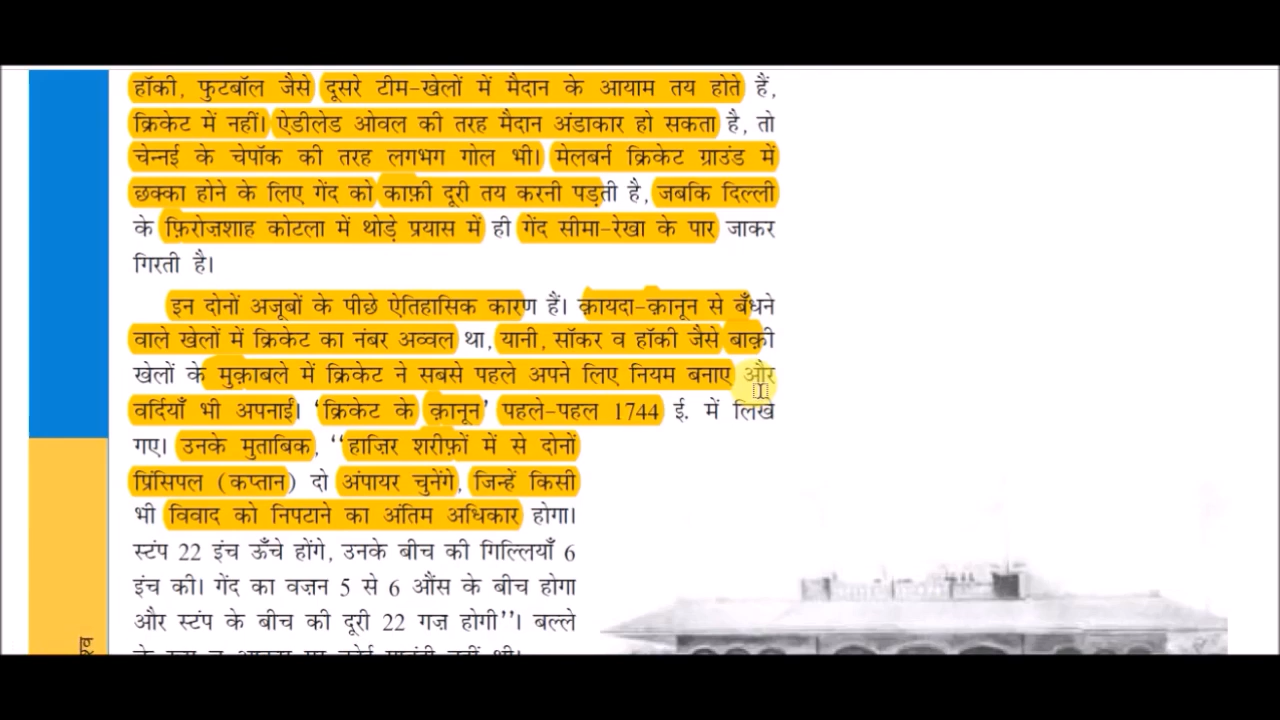 हॉकी, फुटबॉल जैसे दूसरे टीम-खेलों में मैदान के आयाम तय होते हैं,
क्रिकेट में नहीं। ऐडीलेड ओवल की तरह मैदान अंडाकार हो सकता है, तो
चेन्नई के चेपॉक की तरह लगभग गोल भी। मेलबर्न क्रिकेट ग्राउंड में
छक्का होने के लिए गेंद को काफ़ी दूरी तय करनी पड़ती है, जबकि दिल्ली
के फ़िरोज़शाह कोटला में थोड़े प्रयास में ही गेंद सीमा-रेखा के पार जाकर
गिरती है।
इन दोनों अजूबों के पीछे ऐतिहासिक कारण हैं। क़ायदा-क़ानून से बँधने
वाले खेलों में क्रिकेट का नंबर अव्वल था, यानी, सॉकर व हॉकी जैसे बाक़ी
खेलों के मुक़ाबले में क्रिकेट ने सबसे पहले अपने लिए नियम बनाए और
वर्दियाँ भी अपनाईं। 'क्रिकेट के क़ानून' पहले-पहल 1744 ई. में लिखे
गए। उनके मुताबिक, "हाज़िर शरीफ़ों में से दोनों
प्रिंसिपल (कप्तान) दो अंपायर चुनेंगे, जिन्हें किसी
भी विवाद को निपटाने का अंतिम अधिकार होगा।
स्टंप 22 इंच ऊँचे होंगे, उनके बीच की गिल्लियाँ 6
इंच की। गेंद का वज़न 5 से 6 औंस के बीच होगा
और स्टंप के बीच की दूरी 22 गज़ होगी"। बल्ले